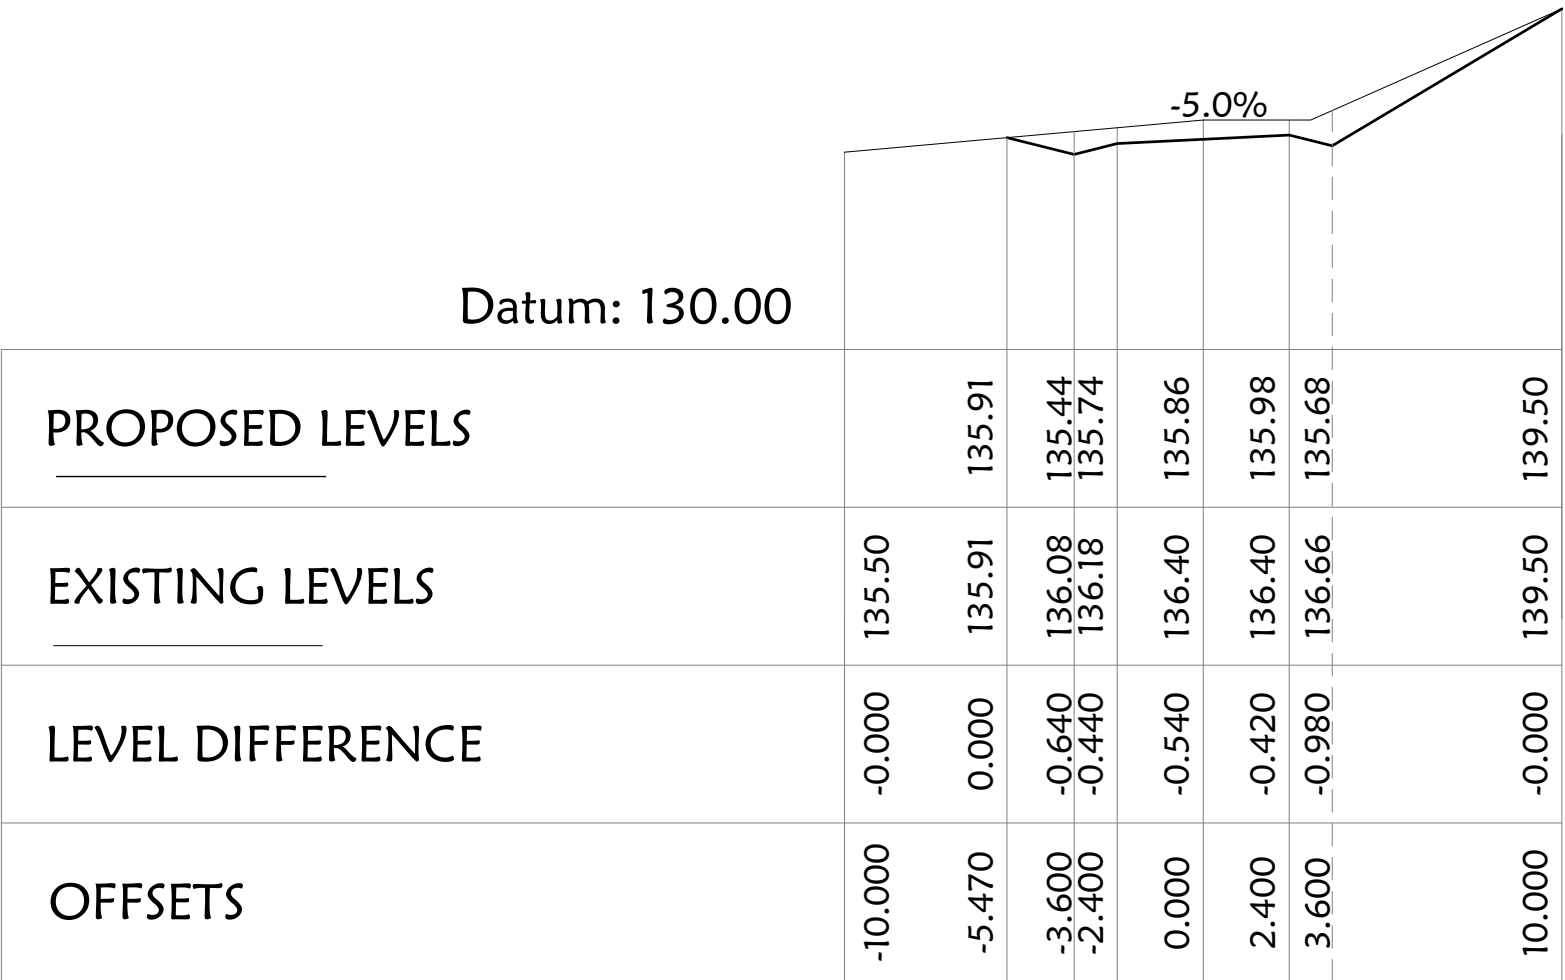 -5.0%
Datum: 130.00
PROPOSED LEVELS 135.91 135.44 135.74 135.86 135.98 135.68 139.50
EXISTING LEVELS 135.50 135.91 136.08 136.18 136.40 136.40 136.66 139.50
LEVEL DIFFERENCE -0.000 0.000 -0.640 -0.440 -0.540 -0.420 -0.980 -0.000
OFFSETS -10.000 -5.470 -3.600 -2.400 0.000 2.400 3.600 10.000